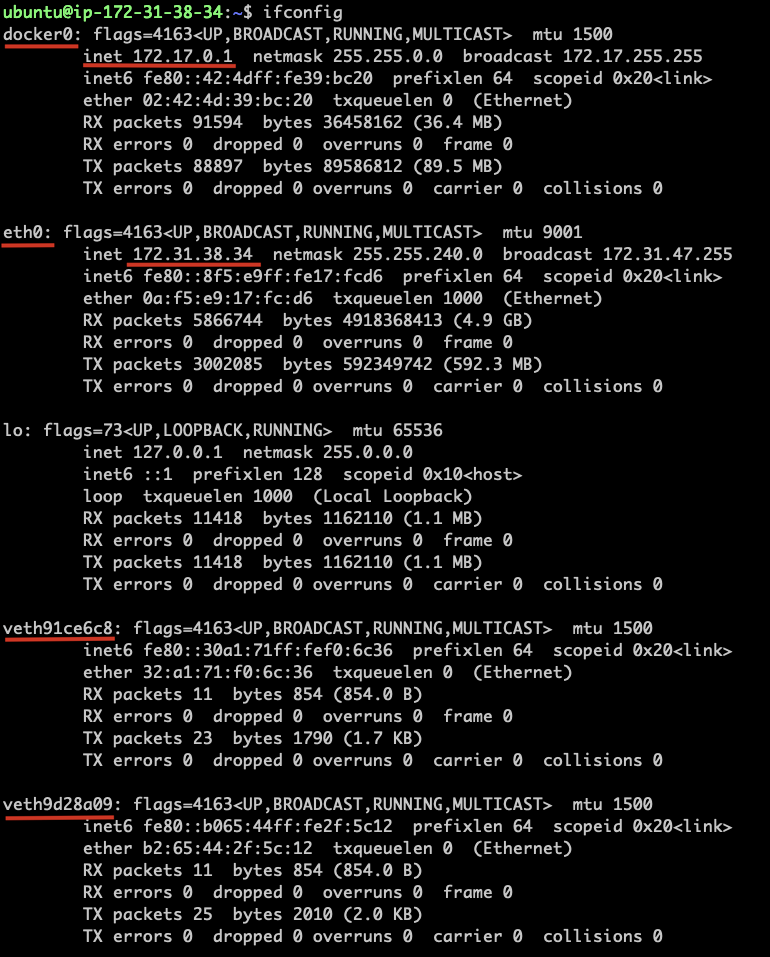 ubuntu@ip-172-31-38-34:~$ ifconfig
docker0: flags=4163<UP,BROADCAST,RUNNING,MULTICAST>  mtu 1500
        inet 172.17.0.1  netmask 255.255.0.0  broadcast 172.17.255.255
        inet6 fe80::42:4dff:fe39:bc20  prefixlen 64  scopeid 0x20<link>
        ether 02:42:4d:39:bc:20  txqueuelen 0  (Ethernet)
        RX packets 91594  bytes 36458162 (36.4 MB)
        RX errors 0  dropped 0  overruns 0  frame 0
        TX packets 88897  bytes 89586812 (89.5 MB)
        TX errors 0  dropped 0 overruns 0  carrier 0  collisions 0

eth0: flags=4163<UP,BROADCAST,RUNNING,MULTICAST>  mtu 9001
        inet 172.31.38.34  netmask 255.255.240.0  broadcast 172.31.47.255
        inet6 fe80::8f5:e9ff:fe17:fcd6  prefixlen 64  scopeid 0x20<link>
        ether 0a:f5:e9:17:fc:d6  txqueuelen 1000  (Ethernet)
        RX packets 5866744  bytes 4918368413 (4.9 GB)
        RX errors 0  dropped 0  overruns 0  frame 0
        TX packets 3002085  bytes 592349742 (592.3 MB)
        TX errors 0  dropped 0 overruns 0  carrier 0  collisions 0

lo: flags=73<UP,LOOPBACK,RUNNING>  mtu 65536
        inet 127.0.0.1  netmask 255.0.0.0
        inet6 ::1  prefixlen 128  scopeid 0x10<host>
        loop  txqueuelen 1000  (Local Loopback)
        RX packets 11418  bytes 1162110 (1.1 MB)
        RX errors 0  dropped 0  overruns 0  frame 0
        TX packets 11418  bytes 1162110 (1.1 MB)
        TX errors 0  dropped 0 overruns 0  carrier 0  collisions 0

veth91ce6c8: flags=4163<UP,BROADCAST,RUNNING,MULTICAST>  mtu 1500
        inet6 fe80::30a1:71ff:fef0:6c36  prefixlen 64  scopeid 0x20<link>
        ether 32:a1:71:f0:6c:36  txqueuelen 0  (Ethernet)
        RX packets 11  bytes 854 (854.0 B)
        RX errors 0  dropped 0  overruns 0  frame 0
        TX packets 23  bytes 1790 (1.7 KB)
        TX errors 0  dropped 0 overruns 0  carrier 0  collisions 0

veth9d28a09: flags=4163<UP,BROADCAST,RUNNING,MULTICAST>  mtu 1500
        inet6 fe80::b065:44ff:fe2f:5c12  prefixlen 64  scopeid 0x20<link>
        ether b2:65:44:2f:5c:12  txqueuelen 0  (Ethernet)
        RX packets 11  bytes 854 (854.0 B)
        RX errors 0  dropped 0  overruns 0  frame 0
        TX packets 25  bytes 2010 (2.0 KB)
        TX errors 0  dropped 0 overruns 0  carrier 0  collisions 0